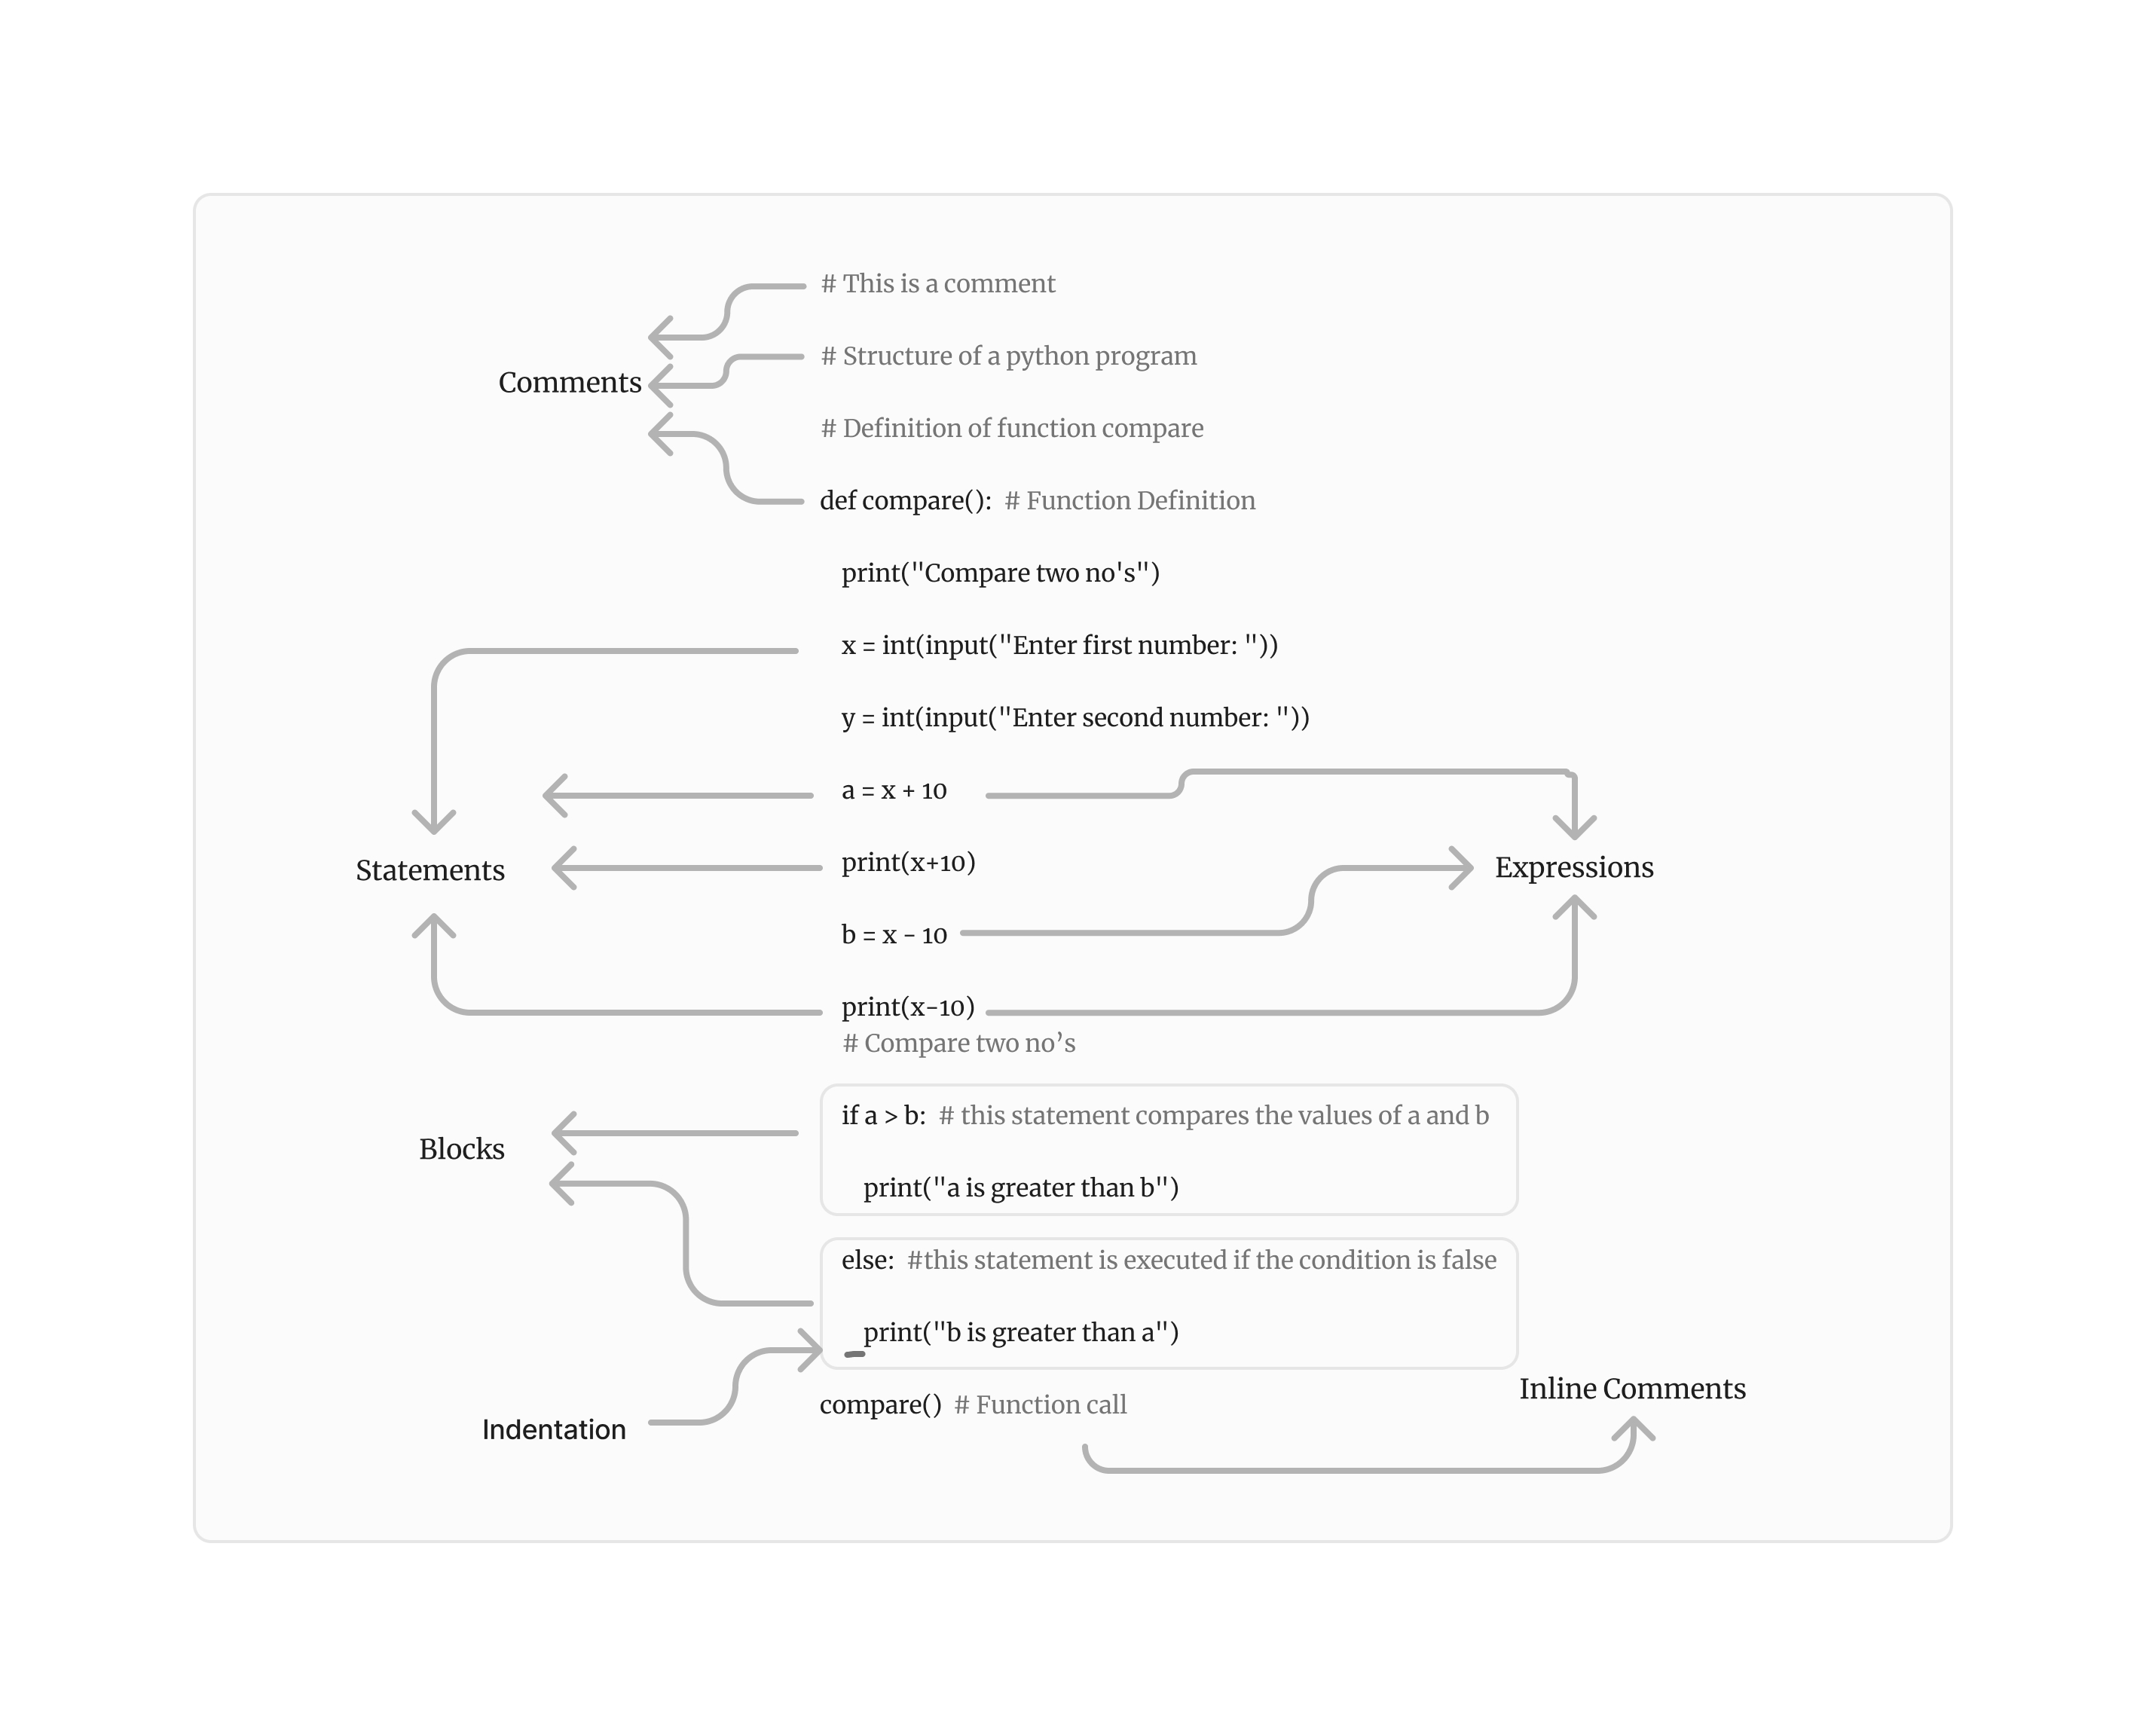 # This is a comment
# Structure of a python program
Comments
# Definition of function compare
def compare(): # Function Definition
print("Compare two no's")
x = int(input("Enter first number: "))
y = int(input("Enter second number: "))
a = x + 10
Statements
print(x+10)
Expressions
b = x - 10
print(x-10)
# Compare two no’s
Blocks
if a > b: # this statement compares the values of a and b
print("a is greater than b")
else: #this statement is executed if the condition is false
print("b is greater than a")
Indentation
compare() # Function call
Inline Comments